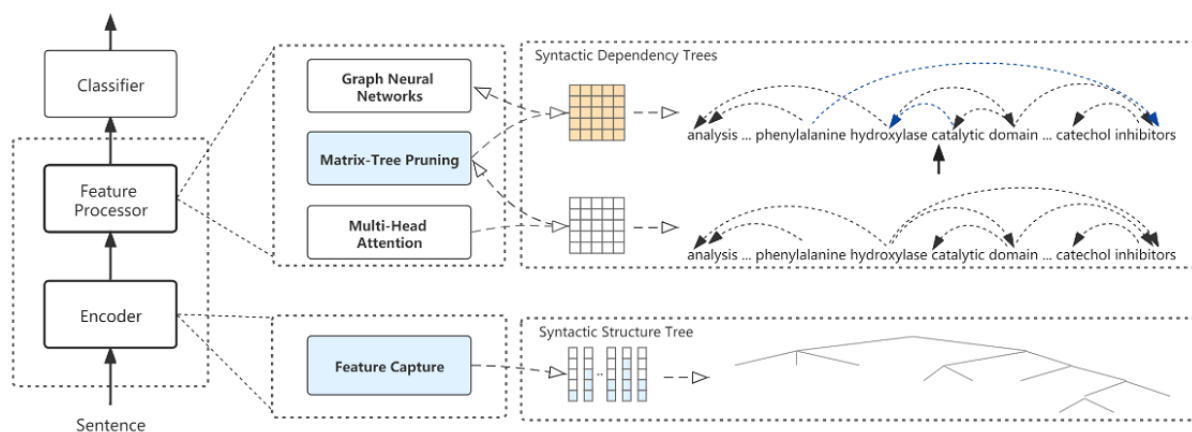 Classifier
Feature
Processor
Encoder
Sentence
Graph Neural
Networks
Matrix-Tree Pruning
Multi-Head
Attention
Feature Capture
Syntactic Dependency Trees
analysis ... phenylalanine hydroxylase catalytic domain ... catechol inhibitors
analysis ... phenylalanine hydroxylase catalytic domain ... catechol inhibitors
Syntactic Structure Tree
..